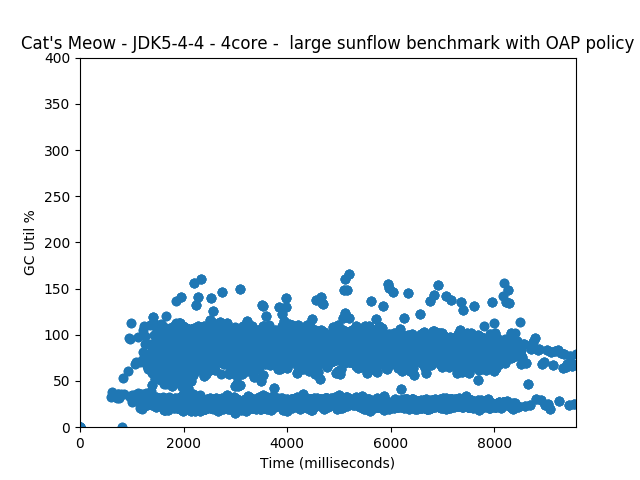 Cat's Meow - JDK5-4-4 - 4core -  large sunflow benchmark with OAP policy
400
350
300
250
200
150
100
50
0
GC Util %
0 2000 4000 6000 8000
Time (milliseconds)